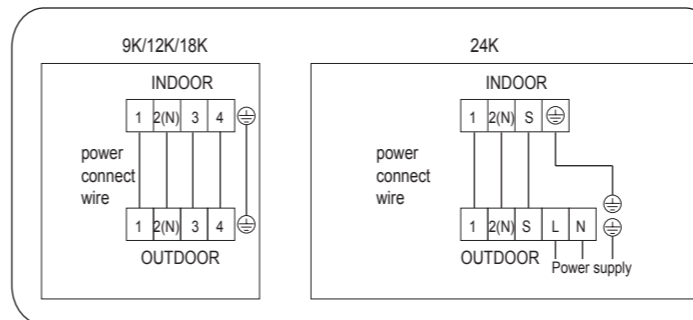 9K/12K/18K
INDOOR
1 2(N) 3 4
power
connect
wire
1 2(N) 3 4
OUTDOOR
24K
INDOOR
1 2(N) S
power
connect
wire
1 2(N) S L N
OUTDOOR
Power supply